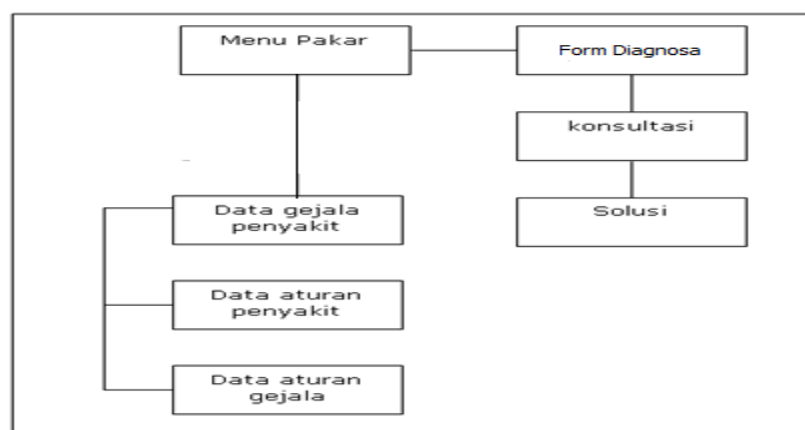 Menu Pakar
Form Diagnosa
konsultasi
Data gejala
penyakit
Solusi
Data aturan
penyakit
Data aturan
gejala